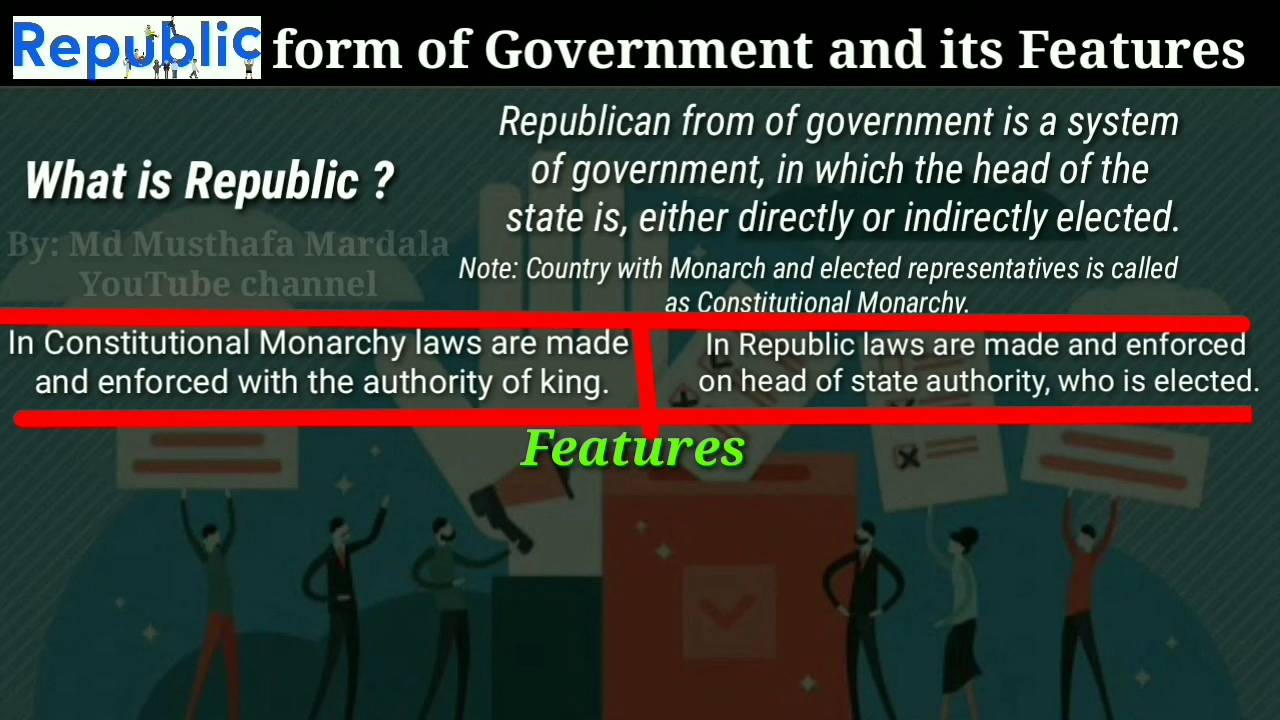 Republic form of Government and its Features
Republican from of government is a system
of government, in which the head of the
state is, either directly or indirectly elected.
What is Republic ?
By: Md Musthafa Mardala
YouTube channel
Note: Country with Monarch and elected representatives is called
as Constitutional Monarchy.
In Constitutional Monarchy laws are made
and enforced with the authority of king.
In Republic laws are made and enforced
on head of state authority, who is elected.
Features